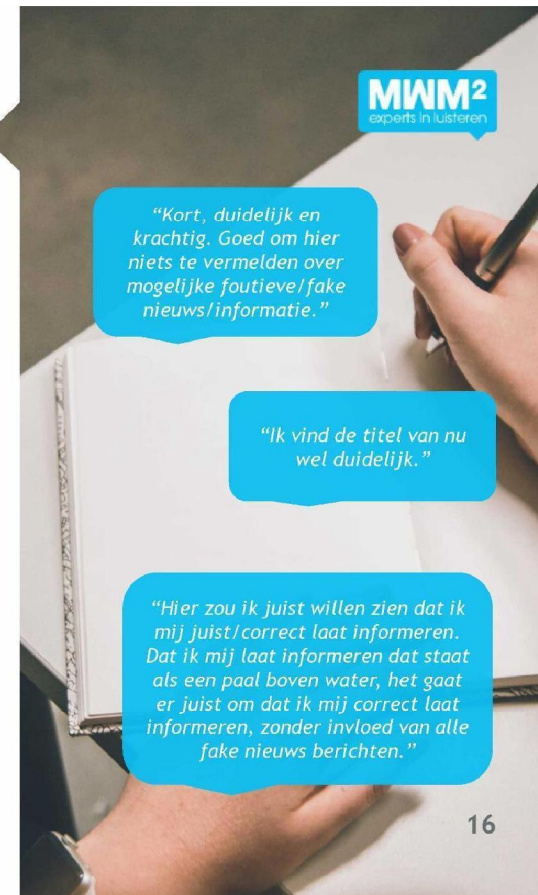 MWM²
experts in luisteren
“Kort, duidelijk en
krachtig. Goed om hier
niets te vermelden over
mogelijke foutieve/fake
nieuws/informatie.”
“Ik vind de titel van nu
wel duidelijk.”
“Hier zou ik juist willen zien dat ik
mij juist/correct laat informeren.
Dat ik mij laat informeren dat staat
als een paal boven water, het gaat
er juist om dat ik mij correct laat
informeren, zonder invloed van alle
fake nieuws berichten.”
16